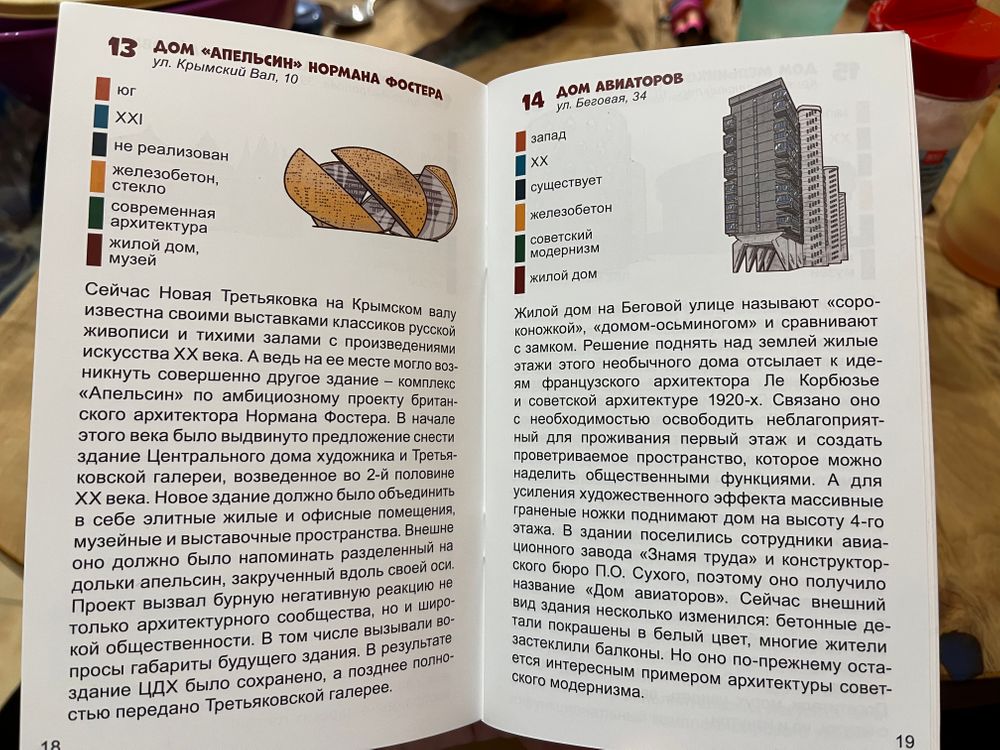 13 ДОМ «АПЕЛЬСИН» НОРМАНА ФОСТЕРА
ул. Крымский Вал, 10
юг
XXI
не реализован
железобетон,
стекло
современная
архитектура
жилой дом,
музей
Сейчас Новая Третьяковка на Крымском валу
известна своими выставками классиков русской
живописи и тихими залами с произведениями
искусства XX века. А ведь на ее месте могло воз-
никнуть совершенно другое здание – комплекс
«Апельсин» по амбициозному проекту британ-
ского архитектора Нормана Фостера. В начале
этого века было выдвинуто предложение снести
здание Центрального дома художника и Третья-
ковской галереи, возведенное во 2-й половине
XX века. Новое здание должно было объединить
в себе элитные жилые и офисные помещения,
музейные и выставочные пространства. Внешне
оно должно было напоминать разделенный на
дольки апельсин, закрученный вдоль своей оси.
Проект вызвал бурную негативную реакцию не
только архитектурного сообщества, но и широ-
кой общественности. В том числе вызывали во-
просы габариты будущего здания. В результате
здание ЦДХ было сохранено, а позднее полно-
стью передано Третьяковской галерее.
18
14 ДОМ АВИАТОРОВ
ул. Беговая, 34
запад
XX
существует
железобетон
советский
модернизм
жилой дом
Жилой дом на Беговой улице называют «соро-
коножкой», «домом-осьминогом» и сравнивают
с замком. Решение поднять над землей жилые
этажи этого необычного дома отсылает к иде-
ям французского архитектора Ле Корбюзье
и советской архитектуре 1920-х. Связано оно
с необходимостью освободить неблагоприят-
ный для проживания первый этаж и создать
проветриваемое пространство, которое можно
наделить общественными функциями. А для
усиления художественного эффекта массивные
граненые ножки поднимают дом на высоту 4-го
этажа. В здании поселились сотрудники авиа-
ционного завода «Знамя труда» и конструктор-
ского бюро П.О. Сухого, поэтому оно получило
название «Дом авиаторов». Сейчас внешний
вид здания несколько изменился: бетонные де-
тали покрашены в белый цвет, многие жители
застеклили балконы. Но оно по-прежнему оста-
ется интересным примером архитектуры совет-
ского модернизма.
19